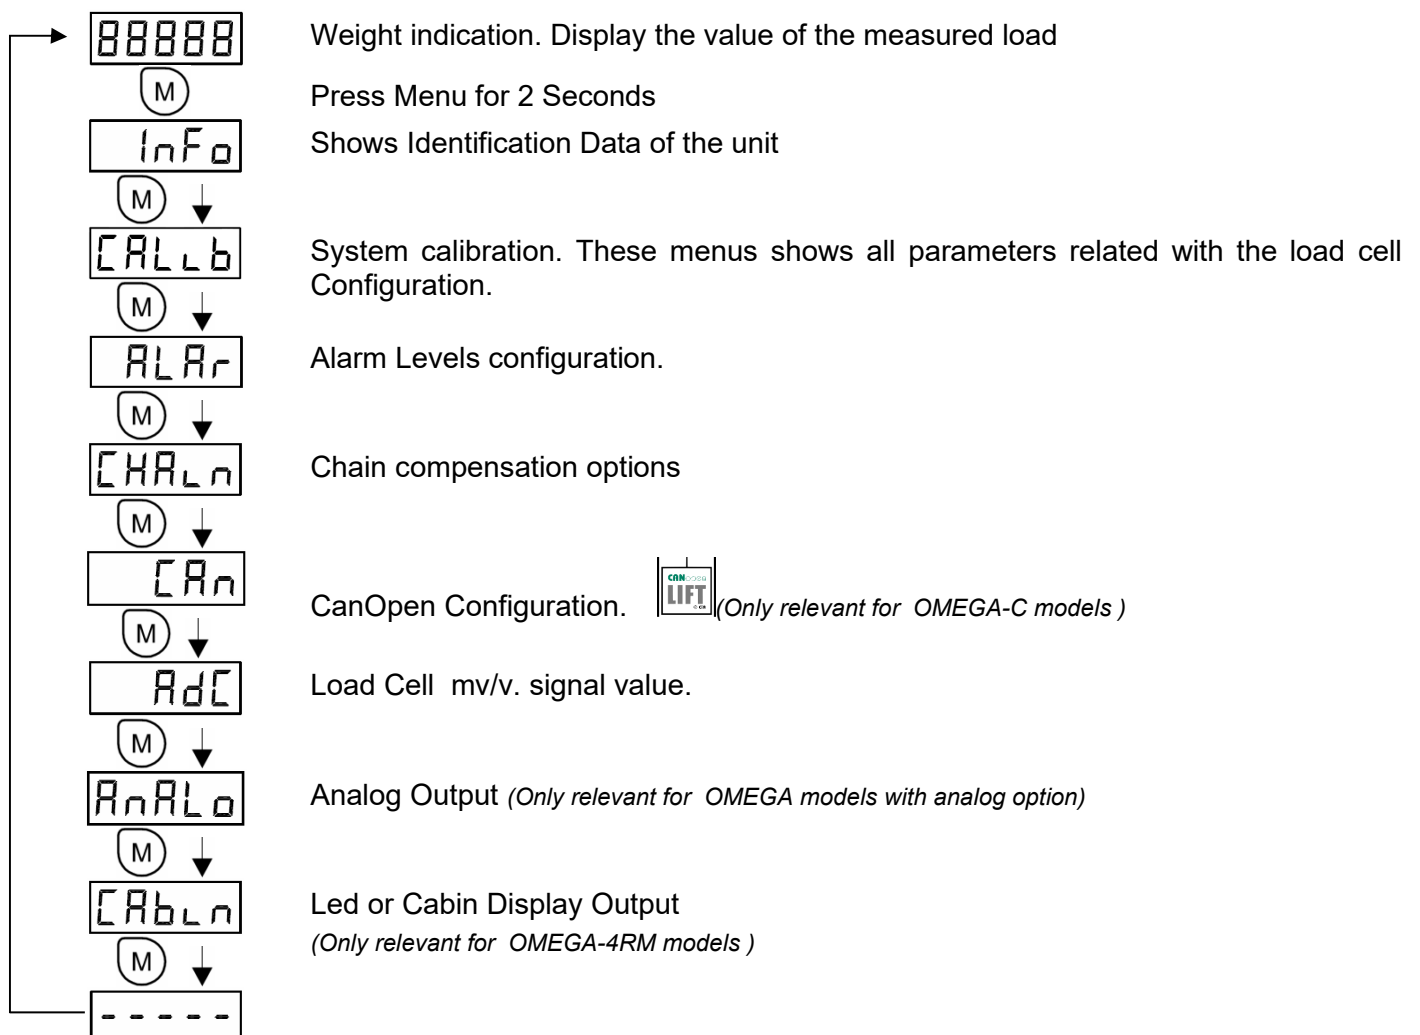 88888 Weight indication. Display the value of the measured load
M Press Menu for 2 Seconds
InFo Shows Identification Data of the unit
M
CALib System calibration. These menus shows all parameters related with the load cell
Configuration.
M
ALAr Alarm Levels configuration.
M
CHAin Chain compensation options
M
CAn CanOpen Configuration. CANopen LIFT (Only relevant for OMEGA-C models )
M
AdC Load Cell mv/v. signal value.
M
AnALo Analog Output (Only relevant for OMEGA models with analog option)
M
CAbin Led or Cabin Display Output
(Only relevant for OMEGA-4RM models )
M
-----